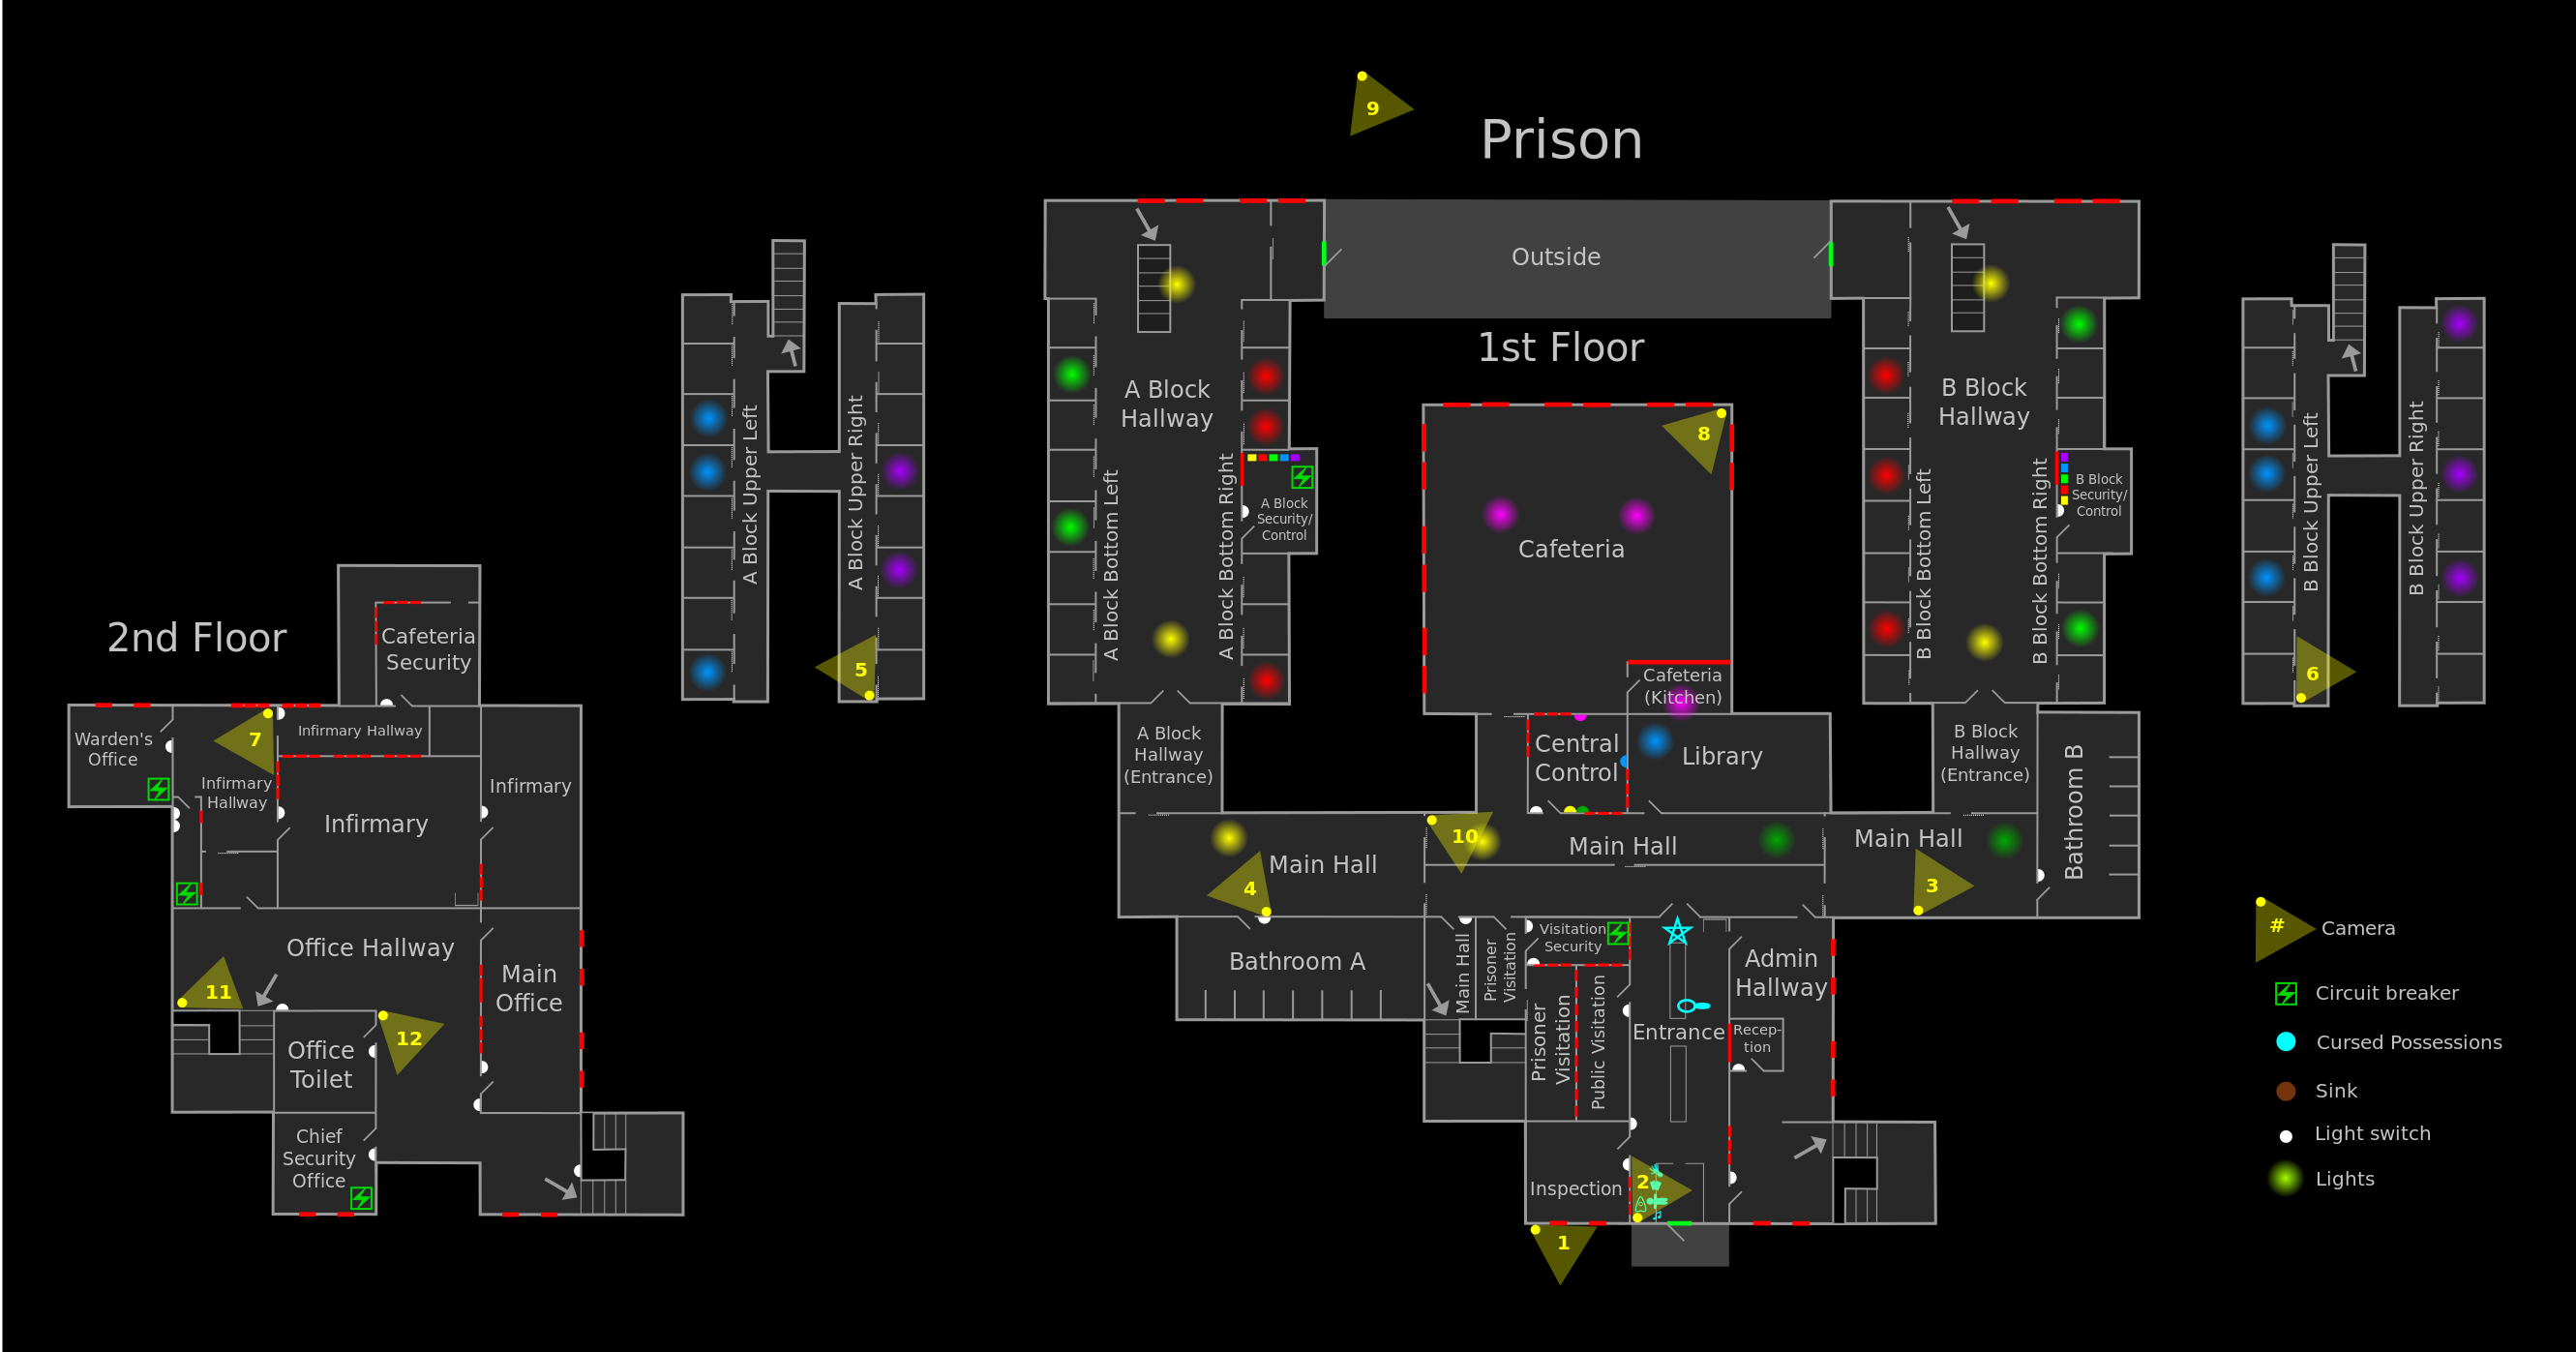 9
Prison
Outside
1st Floor
A Block
Hallway
A Block Bottom Left
A Block Bottom Right
A Block
Security/
Control
A Block
Hallway
(Entrance)
8
Cafeteria
Cafeteria
(Kitchen)
Central
Control
Library
B Block
Hallway
B Block Bottom Left
B Block Bottom Right
B Block
Security/
Control
B Block
Hallway
(Entrance)
Bathroom B
B Block Upper Left
B Block Upper Right
6
A Block Upper Left
A Block Upper Right
5
2nd Floor
Cafeteria
Security
Warden's
Office
7
Infirmary Hallway
Infirmary
Hallway
Infirmary
Infirmary
Office Hallway
Main
Office
11
12
Office
Toilet
Chief
Security
Office
Main Hall
4
10
Main Hall
Main Hall
3
Bathroom A
Main Hall
Prisoner
Visitation
Visitation
Security
Prisoner
Visitation
Public Visitation
Entrance
Admin
Hallway
Recep-
tion
Inspection
2
1
#
Camera
Circuit breaker
Cursed Possessions
Sink
Light switch
Lights